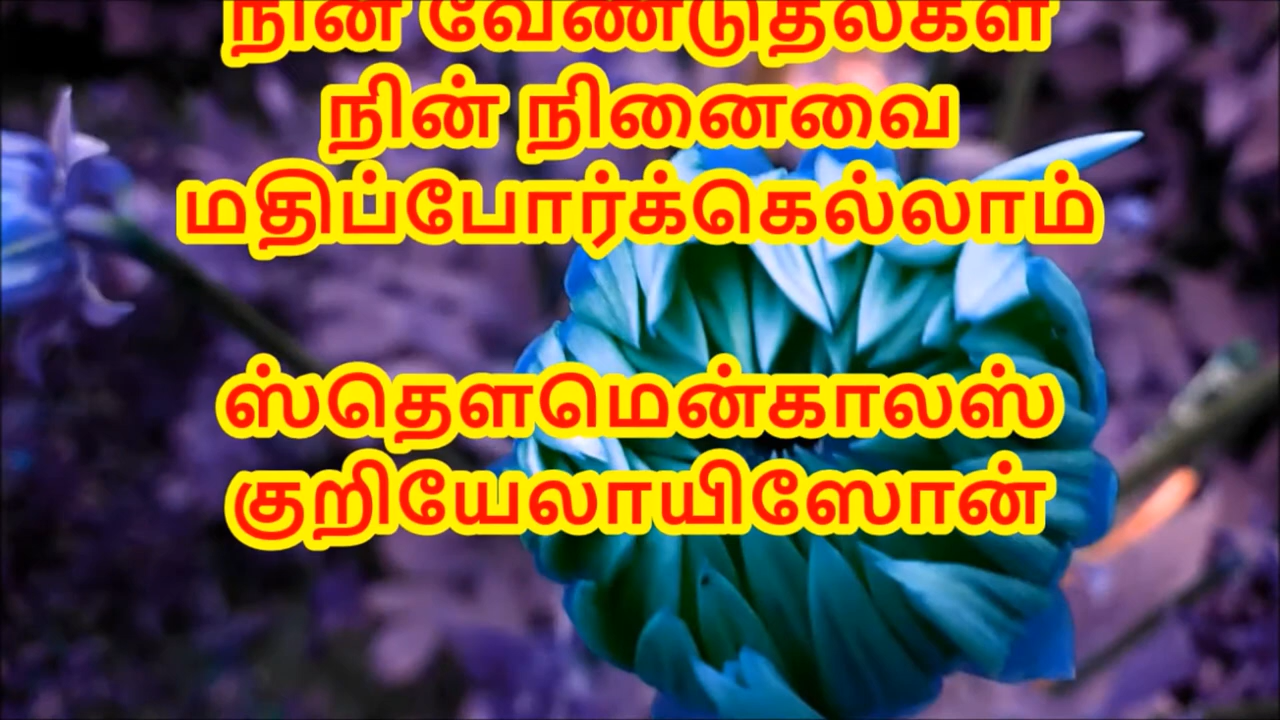 நின் வேண்டுதல்கள்
நின் நினைவை
மதிப்போர்க்கெல்லாம்
ஸ்தௌமென்காலஸ்
குறியேலாயிஸோன்